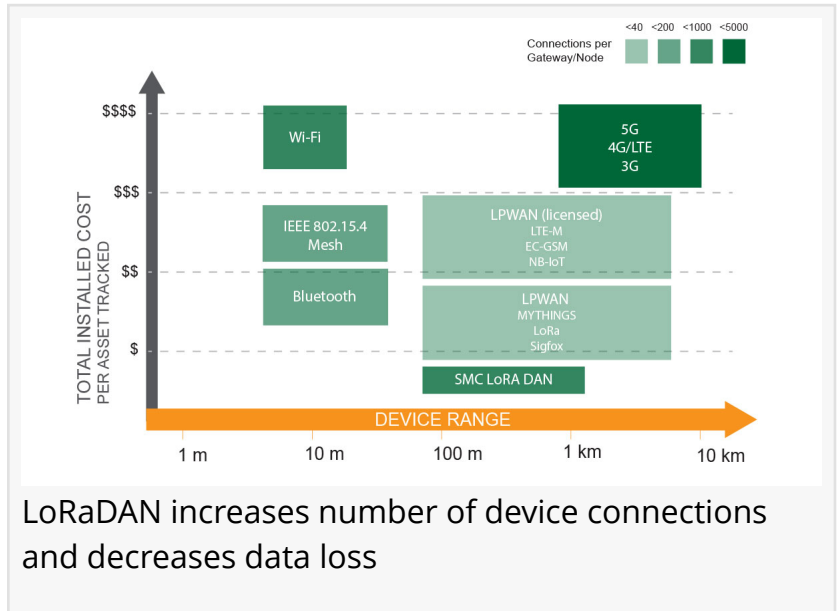 <40 <200 <1000 <5000
Connections per
Gateway/Node
$$$$
Wi-Fi
5G
4G/LTE
3G
$$$
IEEE 802.15.4
Mesh
LPWAN (licensed)
LTE-M
EC-GSM
NB-IoT
$$
Bluetooth
LPWAN
MYTHINGS
LoRa
Sigfox
$
SMC LoRA DAN
TOTAL INSTALLED COST
PER ASSET TRACKED
DEVICE RANGE
1 m 10 m 100 m 1 km 10 km
LoRaDAN increases number of device connections
and decreases data loss